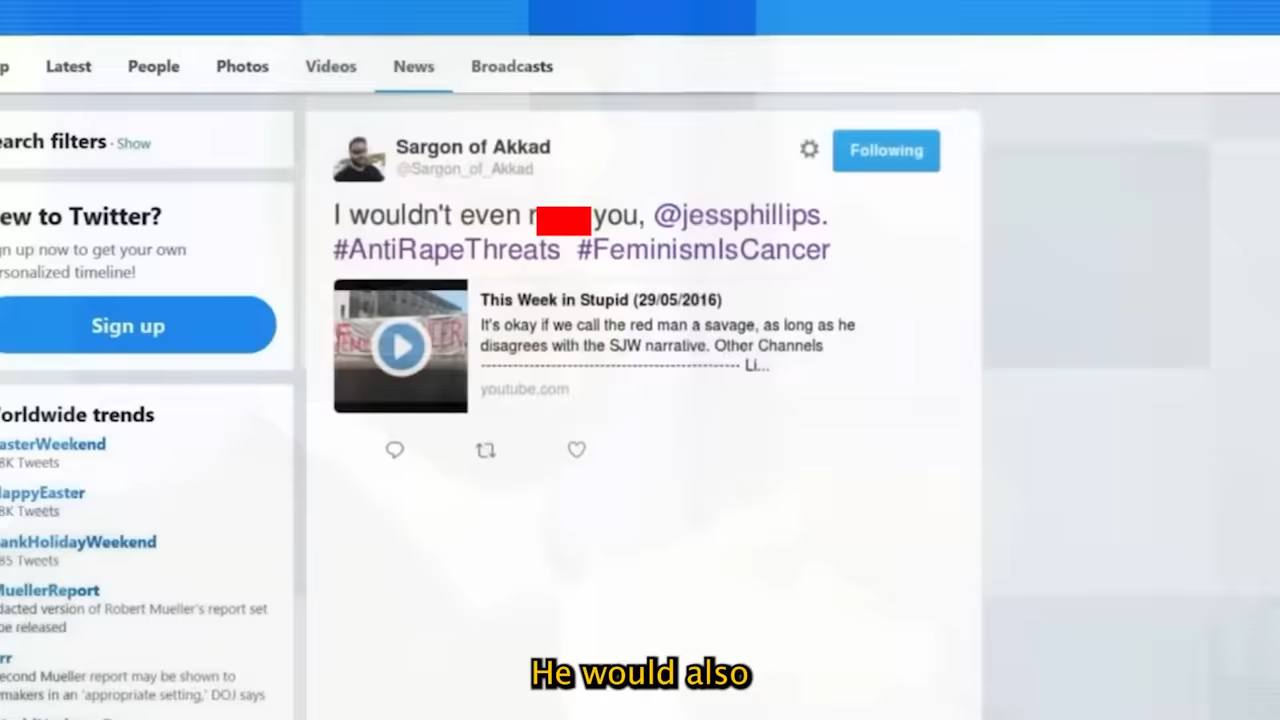 Latest People Photos Videos News Broadcasts
earch filters · Show
ew to Twitter?
n up now to get your own
rsonalized timeline!
Sign up
orldwide trends
asterWeekend
8K Tweets
HappyEaster
8K Tweets
ankHolidayWeekend
85 Tweets
MuellerReport
dacted version of Robert Mueller's report set
be released
rr
econd Mueller report may be shown to
makers in an 'appropriate setting,' DOJ says
Sargon of Akkad
@Sargon_of_Akkad
Following
I wouldn't even r you, @jessphillips.
#AntiRapeThreats #FeminismIsCancer
This Week in Stupid (29/05/2016)
It's okay if we call the red man a savage, as long as he
disagrees with the SJW narrative. Other Channels
------------------------------------------- Li...
youtube.com
He would also